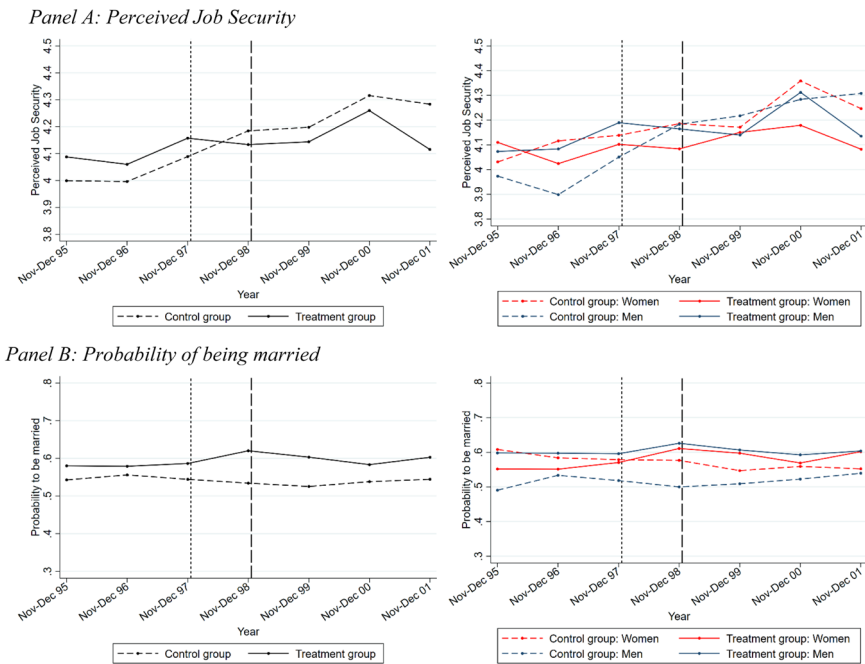 Panel A: Perceived Job Security
Perceived Job Security
4.5
4.4
4.3
4.2
4.1
4
3.9
3.8
Nov-Dec 95
Nov-Dec 96
Nov-Dec 97
Nov-Dec 98
Nov-Dec 99
Nov-Dec 00
Nov-Dec 01
Year
Control group
Treatment group
Perceived Job Security
4.5
4.4
4.3
4.2
4.1
4
3.9
3.8
Nov-Dec 95
Nov-Dec 96
Nov-Dec 97
Nov-Dec 98
Nov-Dec 99
Nov-Dec 00
Nov-Dec 01
Year
Control group: Women
Treatment group: Women
Control group: Men
Treatment group: Men
Panel B: Probability of being married
Probability to be married
.8
.7
.6
.5
.4
.3
Nov-Dec 95
Nov-Dec 96
Nov-Dec 97
Nov-Dec 98
Nov-Dec 99
Nov-Dec 00
Nov-Dec 01
Year
Control group
Treatment group
Probability to be married
.8
.7
.6
.5
.4
.3
Nov-Dec 95
Nov-Dec 96
Nov-Dec 97
Nov-Dec 98
Nov-Dec 99
Nov-Dec 00
Nov-Dec 01
Year
Control group: Women
Treatment group: Women
Control group: Men
Treatment group: Men